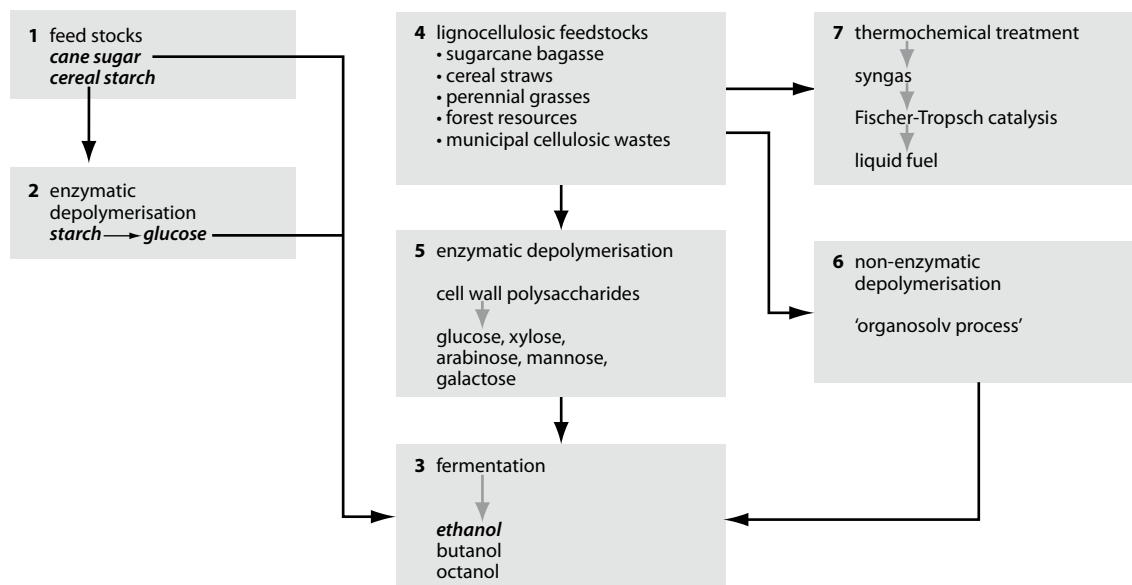 1 feed stocks
cane sugar
cereal starch
2 enzymatic
depolymerisation
starch glucose
4 lignocellulosic feedstocks
• sugarcane bagasse
• cereal straws
• perennial grasses
• forest resources
• municipal cellulosic wastes
5 enzymatic depolymerisation
cell wall polysaccharides
glucose, xylose,
arabinose, mannose,
galactose
3 fermentation
ethanol
butanol
octanol
7 thermochemical treatment
syngas
Fischer-Tropsch catalysis
liquid fuel
6 non-enzymatic
depolymerisation
‘organosolv process’